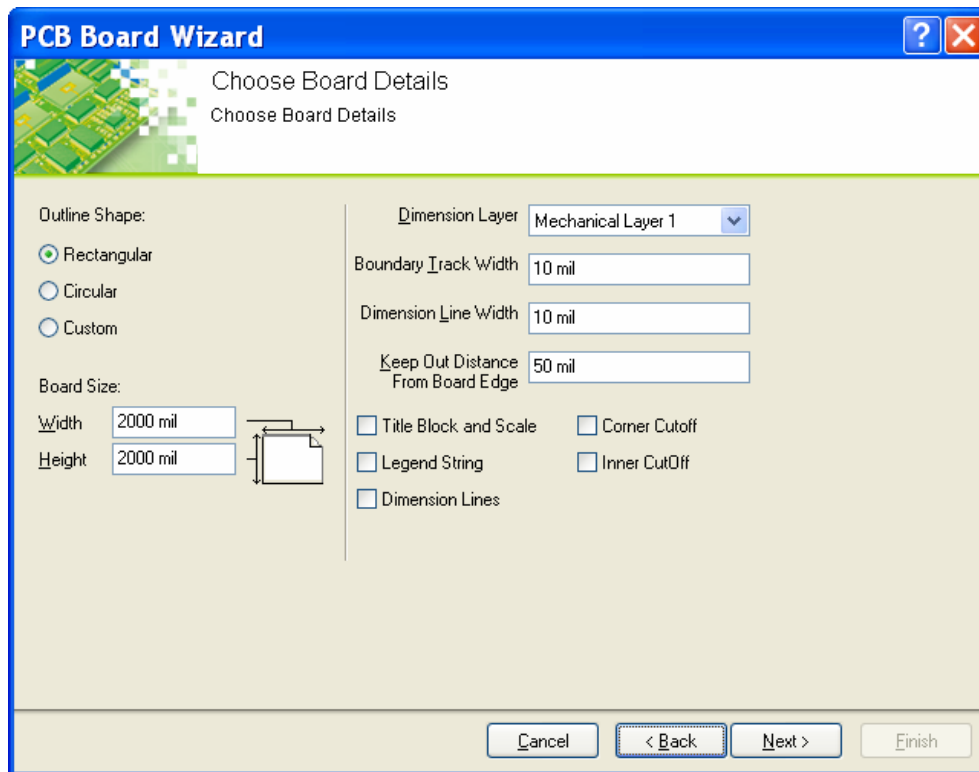 PCB Board Wizard
Choose Board Details
Choose Board Details
Outline Shape:
Rectangular
Circular
Custom
Board Size:
Width 2000 mil
Height 2000 mil
Dimension Layer Mechanical Layer 1
Boundary Track Width 10 mil
Dimension Line Width 10 mil
Keep Out Distance
From Board Edge 50 mil
Title Block and Scale Corner Cutoff
Legend String Inner CutOff
Dimension Lines
Cancel < Back Next > Finish